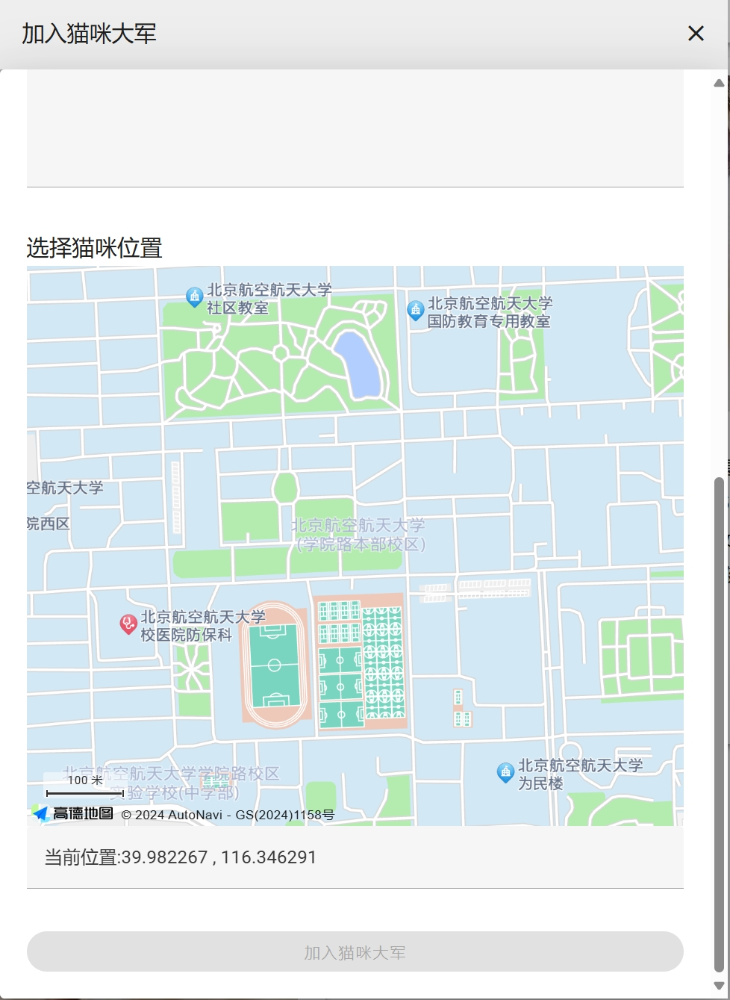 加入猫咪大军
选择猫咪位置
北京航空航天大学
社区教室
北京航空航天大学
国防教育专用教室
空航天大学
院西区
北京航空航天大学
(学院路本部校区)
北京航空航天大学
校医院防保科
北京航空航天大学学院路校区
实验学校(中学部)
北京航空航天大学
为民楼
100 米
高德地图 © 2024 AutoNavi - GS(2024)1158号
当前位置:39.982267 , 116.346291
加入猫咪大军